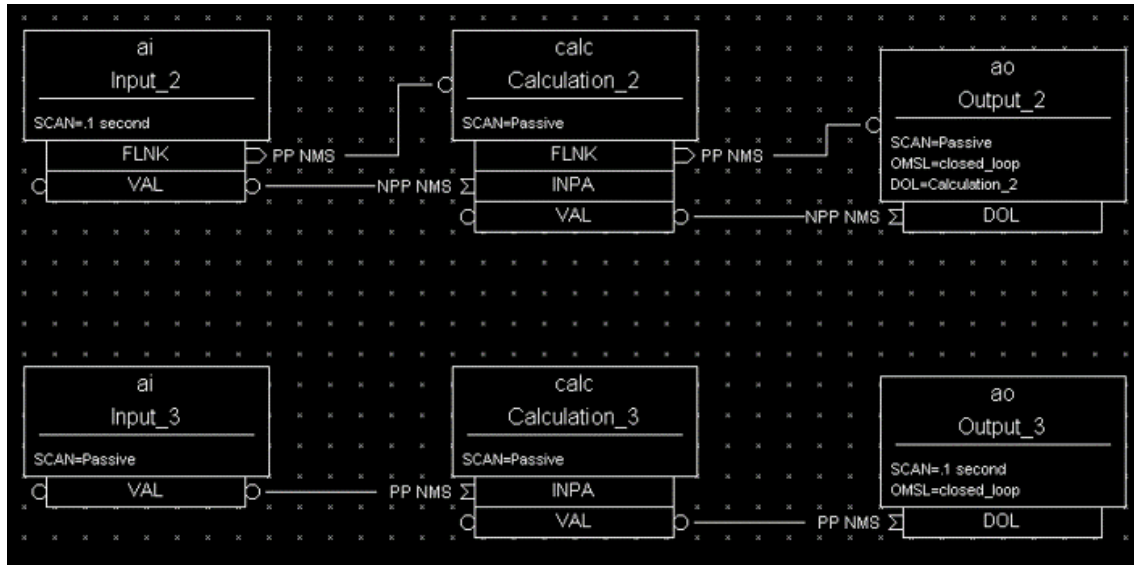 ai
Input_2
SCAN=.1 second
FLNK
PP NMS
VAL
NPP NMS
calc
Calculation_2
SCAN=Passive
FLNK
PP NMS
INPA
VAL
NPP NMS
ao
Output_2
SCAN=Passive
OMSL=closed_loop
DOL=Calculation_2
DOL
ai
Input_3
SCAN=Passive
VAL
PP NMS
calc
Calculation_3
SCAN=Passive
INPA
VAL
PP NMS
ao
Output_3
SCAN=.1 second
OMSL=closed_loop
DOL